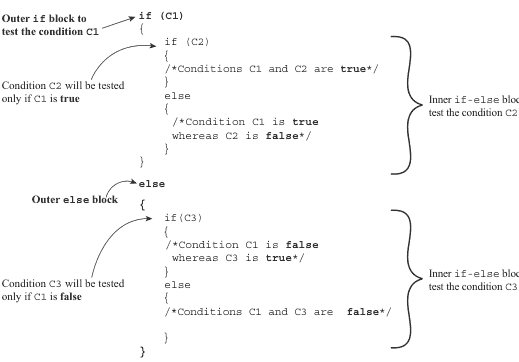 Outer if block to
test the condition C1
if (C1)
{
if (C2)
{
/*Conditions C1 and C2 are true*/
}
else
{
/*Condition C1 is true
whereas C2 is false*/
}
}
Condition C2 will be tested
only if C1 is true
Inner if-else
test the condition C2
else
Outer else block
{
if(C3)
{
/*Condition C1 is false
whereas C3 is true*/
}
else
{
/*Conditions C1 and C3 are false*/
}
}
Condition C3 will be tested
only if C1 is false
Inner if-else
test the condition C3